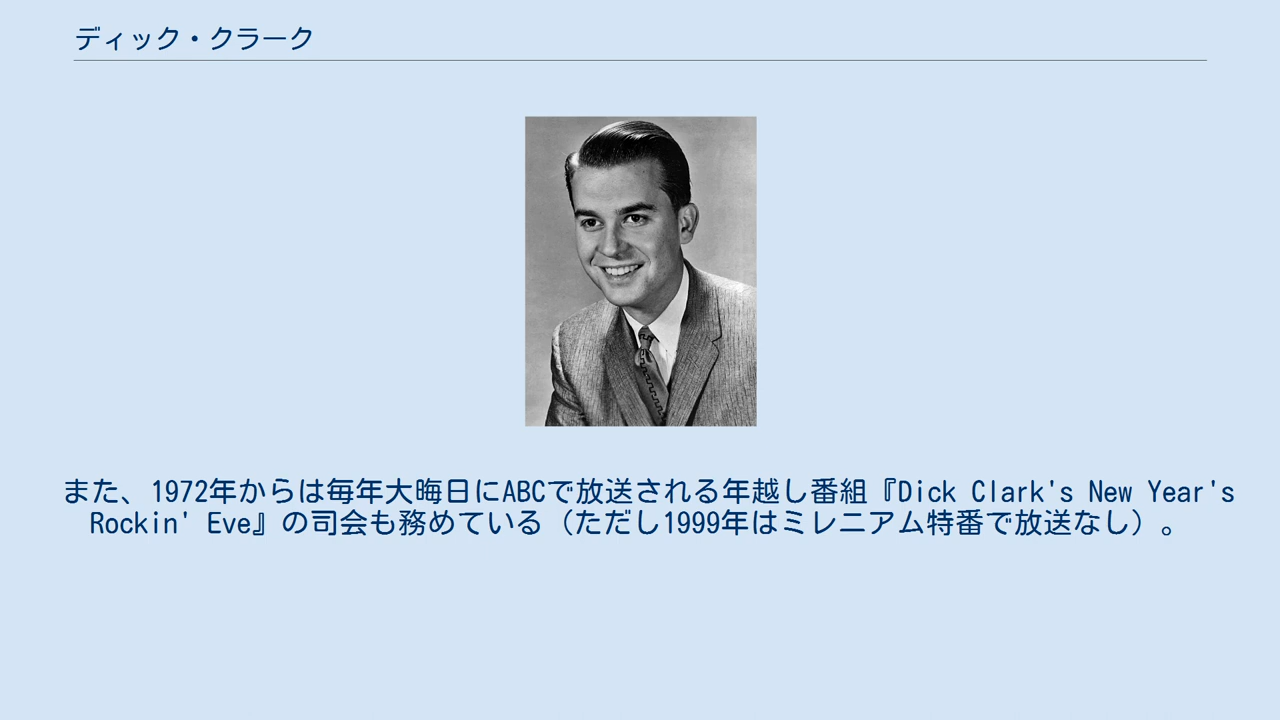 ディック・クラーク
また、1972年からは毎年大晦日にABCで放送される年越し番組『Dick Clark's New Year's
Rockin' Eve』の司会も務めている（ただし1999年はミレニアム特番で放送なし）。